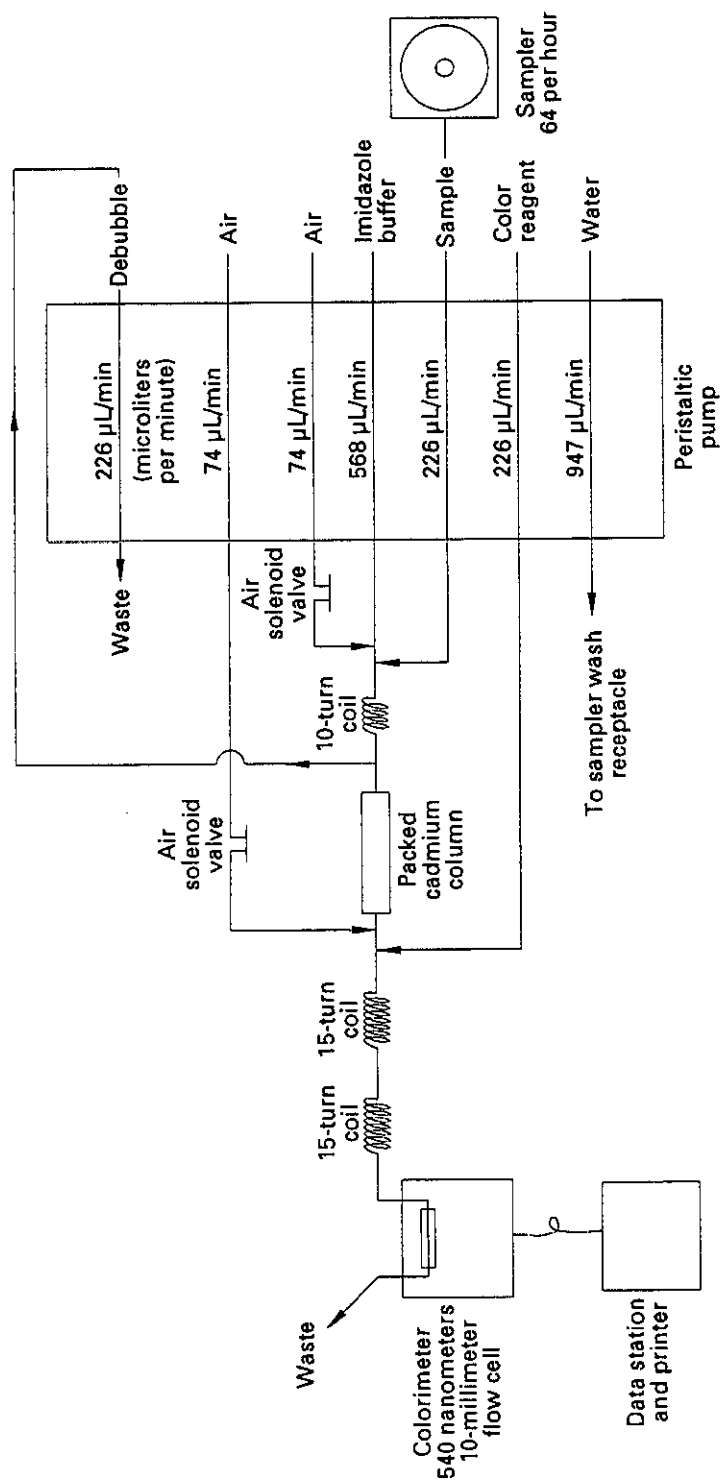 Sampler
64 per hour
Debubble
Air
Air
Imidazole
buffer
Sample
Color
reagent
Water
226 µL/min
(microliters
per minute)
74 µL/min
74 µL/min
568 µL/min
226 µL/min
226 µL/min
947 µL/min
Peristaltic
pump
Waste
Air
solenoid
valve
To sampler wash
receptacle
10-turn
coil
Air
solenoid
valve
Packed
cadmium
column
15-turn
coil
15-turn
coil
Waste
Colorimeter
540 nanometers
10-millimeter
flow cell
Data station
and printer